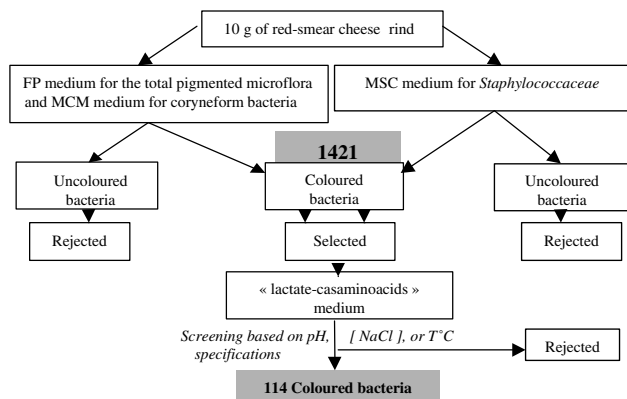 10 g of red-smear cheese rind
FP medium for the total pigmented microflora
and MCM medium for coryneform bacteria
MSC medium for Staphylococcaceae
1421
Uncoloured
bacteria
Coloured
bacteria
Uncoloured
bacteria
Rejected
Selected
Rejected
« lactate-casaminoacids »
medium
Screening based on pH, [ NaCl ], or T°C
specifications
Rejected
114 Coloured bacteria